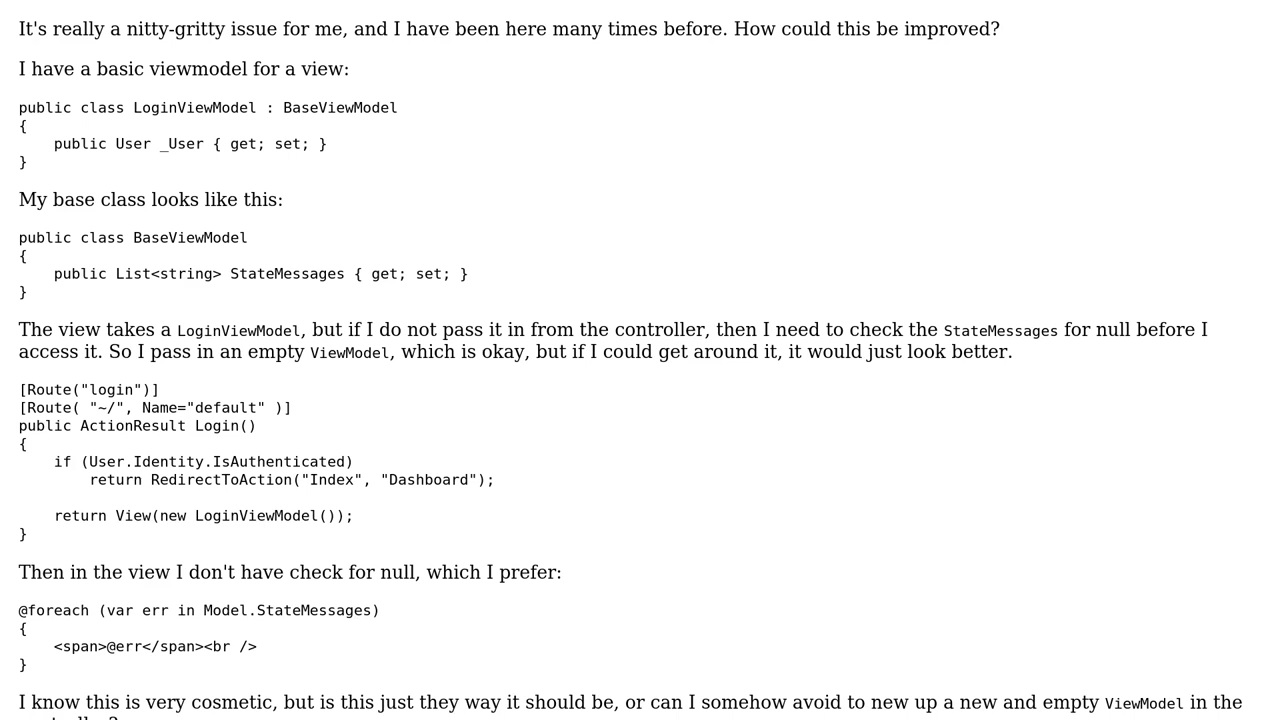 It's really a nitty-gritty issue for me, and I have been here many times before. How could this be improved?
I have a basic viewmodel for a view:
public class LoginViewModel : BaseViewModel
{
    public User _User { get; set; }
}
My base class looks like this:
public class BaseViewModel
{
    public List<string> StateMessages { get; set; }
}
The view takes a LoginViewModel, but if I do not pass it in from the controller, then I need to check the StateMessages for null before I
access it. So I pass in an empty ViewModel, which is okay, but if I could get around it, it would just look better.
[Route("login")]
[Route( "~/", Name="default" )]
public ActionResult Login()
{
    if (User.Identity.IsAuthenticated)
        return RedirectToAction("Index", "Dashboard");

    return View(new LoginViewModel());
}
Then in the view I don't have check for null, which I prefer:
@foreach (var err in Model.StateMessages)
{
    <span>@err</span><br />
}
I know this is very cosmetic, but is this just they way it should be, or can I somehow avoid to new up a new and empty ViewModel in the